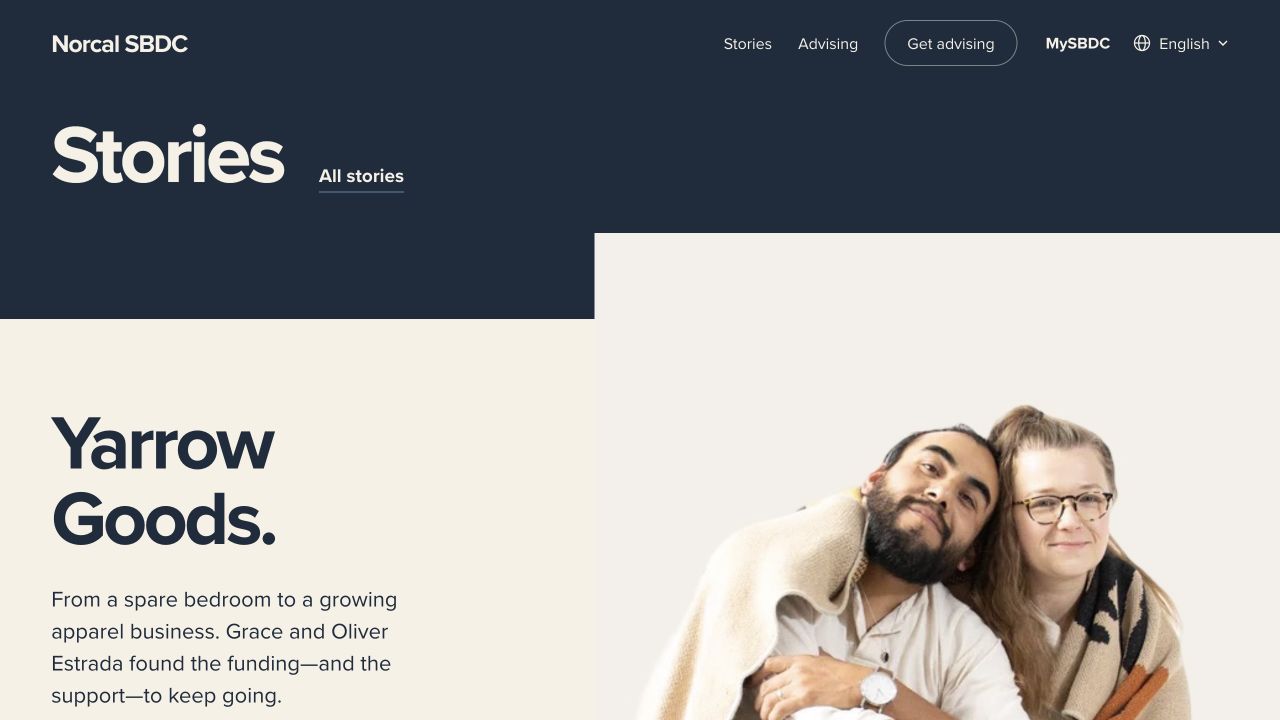 Norcal SBDC
Stories
Advising
Get advising
MySBDC
English
Stories
All stories
Yarrow
Goods.
From a spare bedroom to a growing
apparel business. Grace and Oliver
Estrada found the funding—and the
support—to keep going.